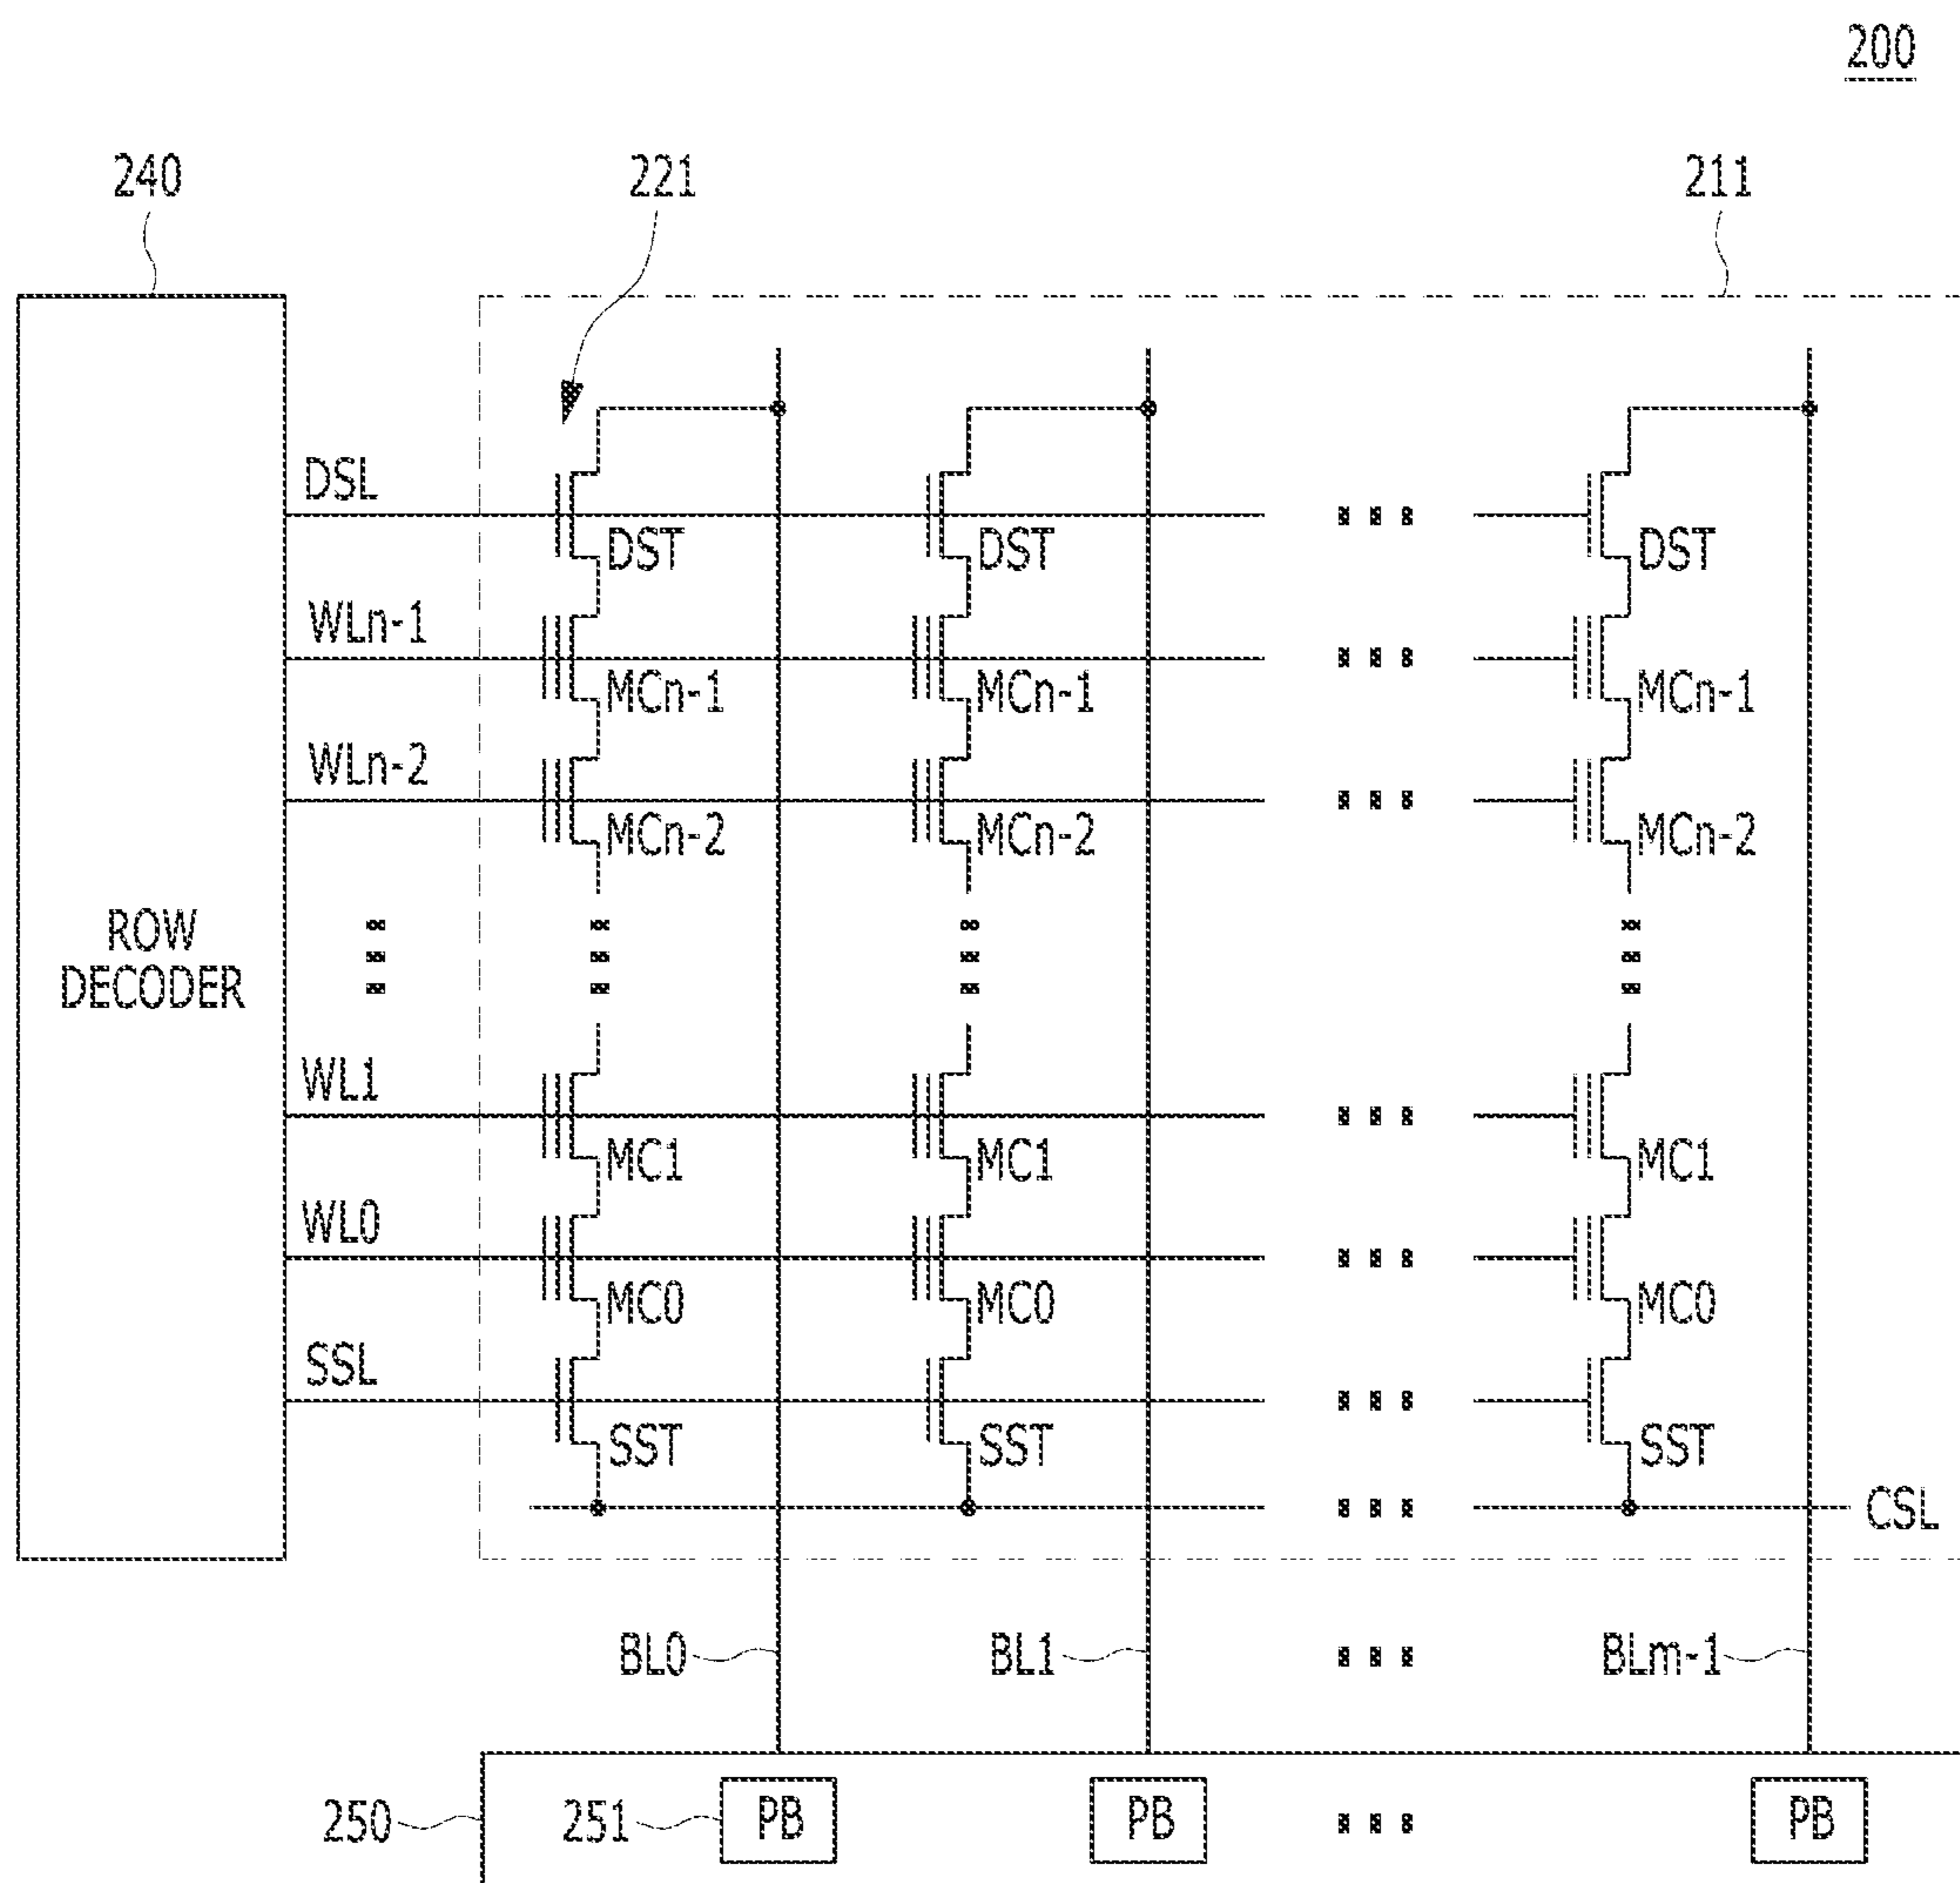 200
240
221
211
DSL
DST
DST
DST
WLn-1
MCn-1
MCn-1
MCn-1
WLn-2
MCn-2
MCn-2
MCn-2
ROW
DECODER
WL1
MC1
MC1
MC1
WL0
MC0
MC0
MC0
SSL
SST
SST
SST
CSL
BL0
BL1
BLm-1
250
251
PB
PB
PB